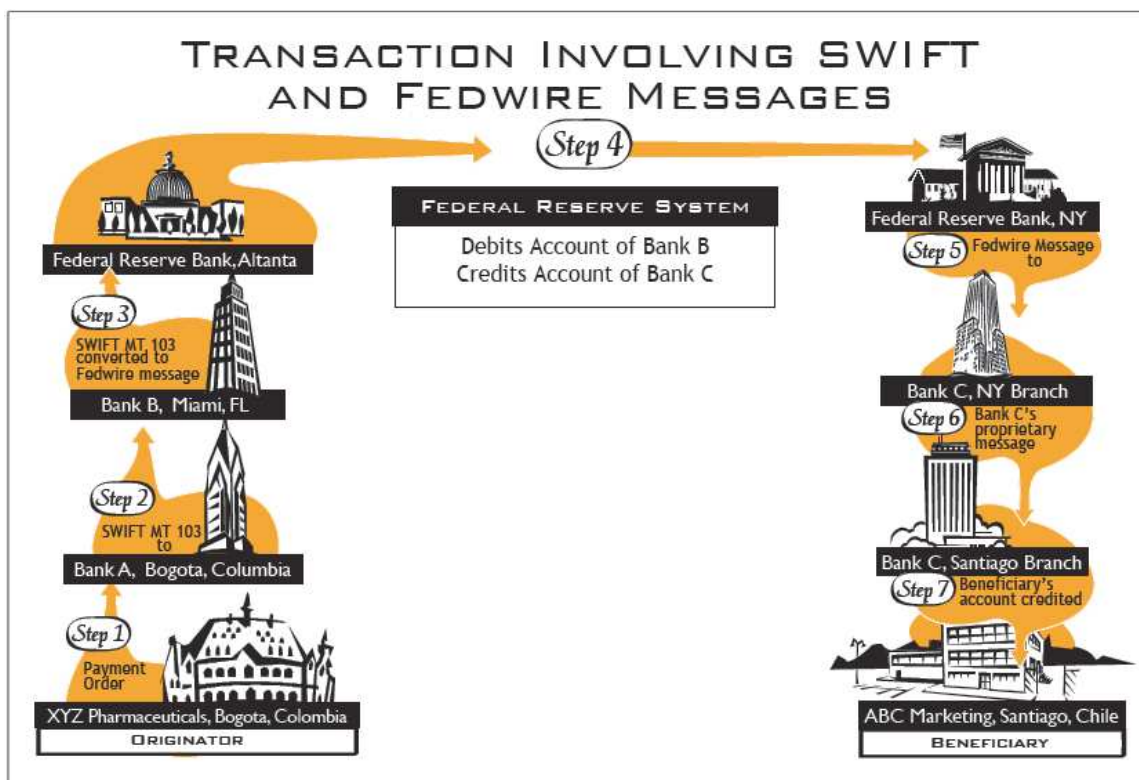 TRANSACTION INVOLVING SWIFT
AND FEDWIRE MESSAGES
Step 4
FEDERAL RESERVE SYSTEM
Debits Account of Bank B
Credits Account of Bank C
Federal Reserve Bank, Altanta
Step 3
SWIFT MT 103
converted to
Fedwire message
Bank B, Miami, FL
Step 2
SWIFT MT 103
to
Bank A, Bogota, Columbia
Step 1
Payment
Order
XYZ Pharmaceuticals, Bogota, Colombia
ORIGINATOR
Federal Reserve Bank, NY
Step 5
Fedwire Message
to
Bank C, NY Branch
Step 6
Bank C's
proprietary
message
Bank C, Santiago Branch
Step 7
Beneficiary's
account credited
ABC Marketing, Santiago, Chile
BENEFICIARY